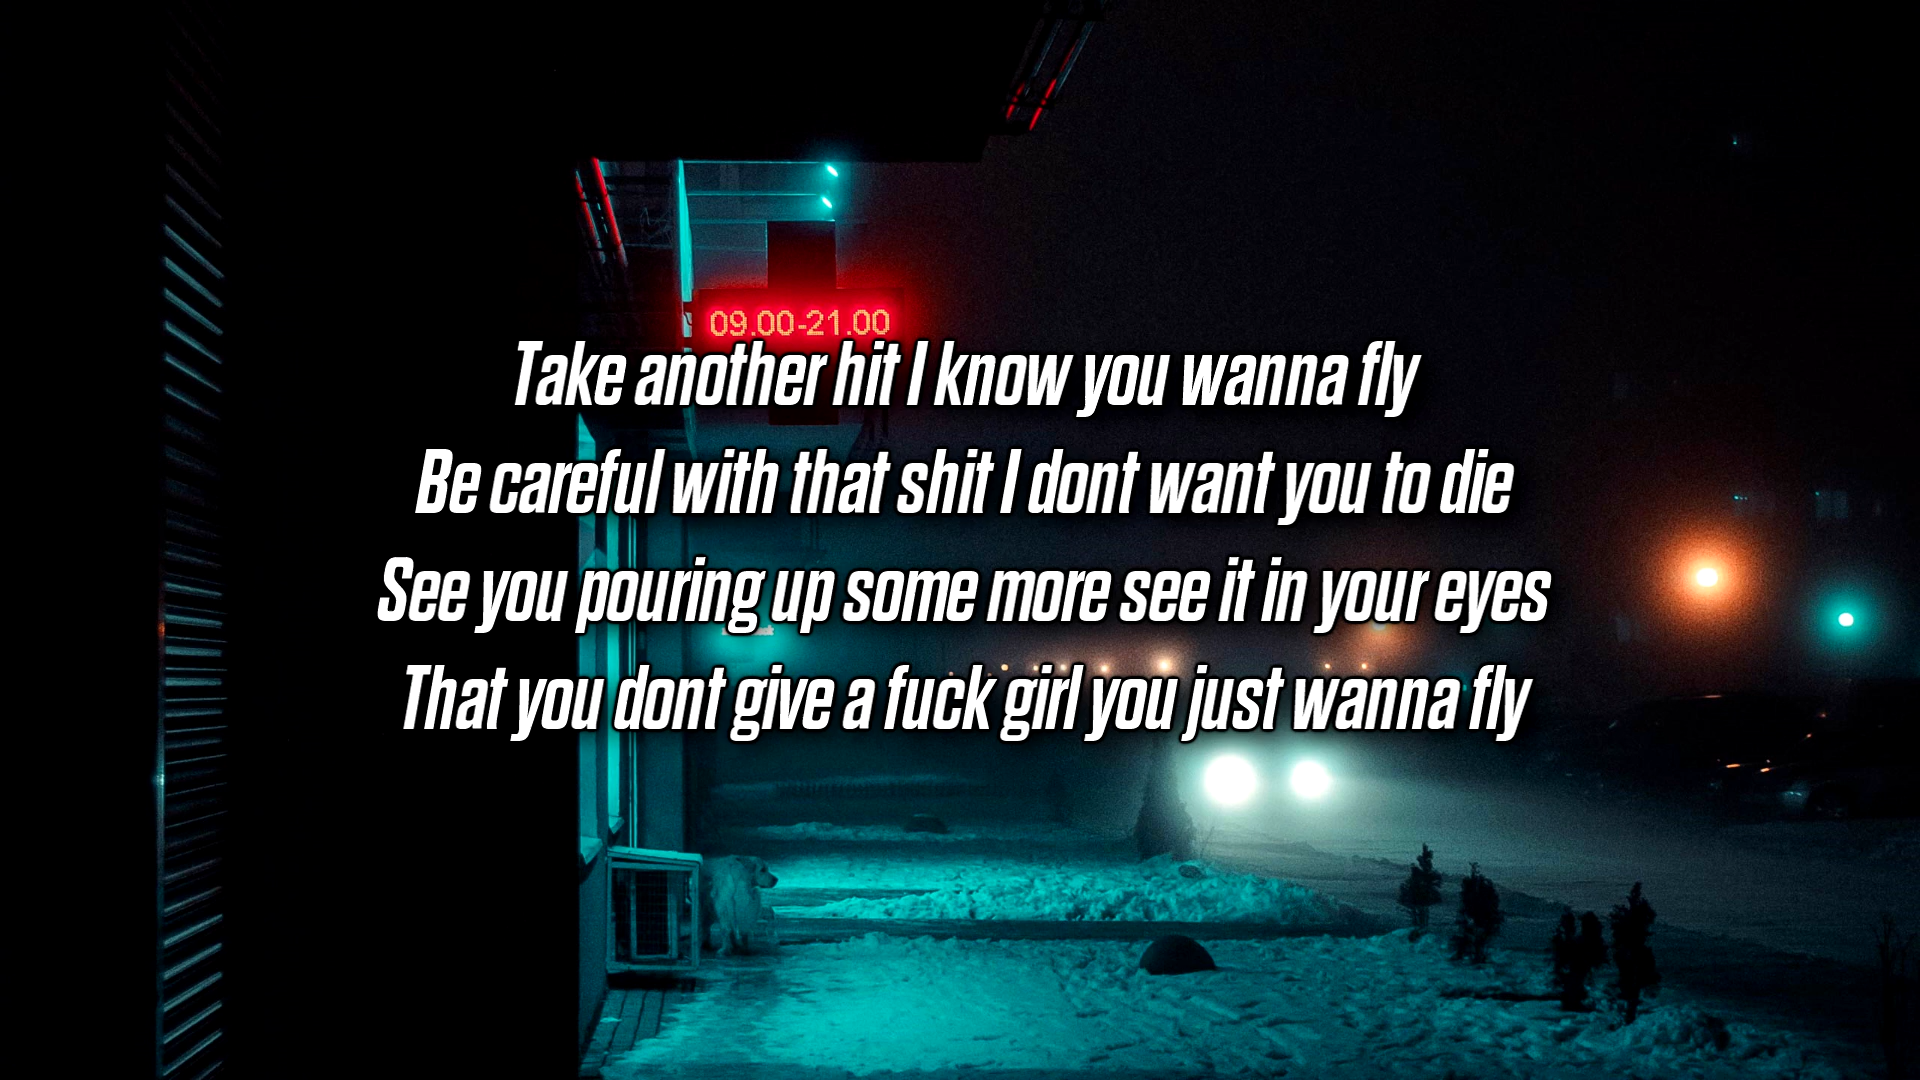 09.00-21.00
Take another hit I know you wanna fly
Be careful with that shit I dont want you to die
See you pouring up some more see it in your eyes
That you dont give a fuck girl you just wanna fly